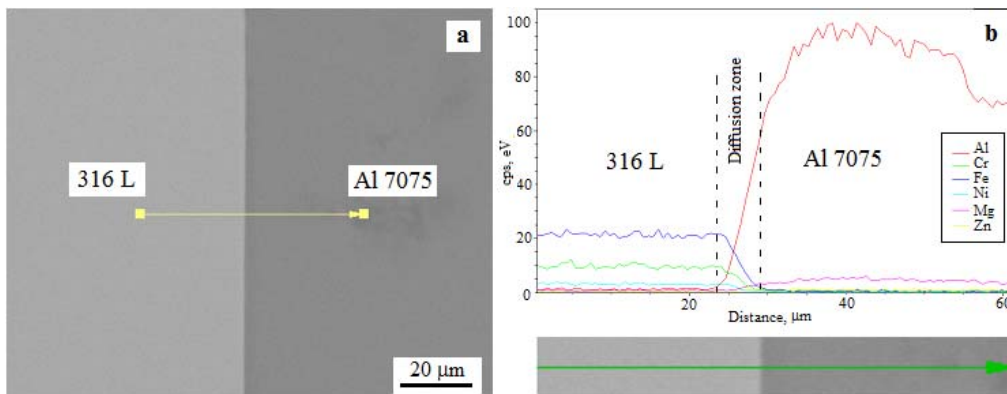 a
316 L
Al 7075
20 μm
b
100
80
60
40
20
0
cps, eV
Diffusion zone
316 L
Al 7075
Al
Cr
Fe
Ni
Mg
Zn
20
40
60
Distance, μm